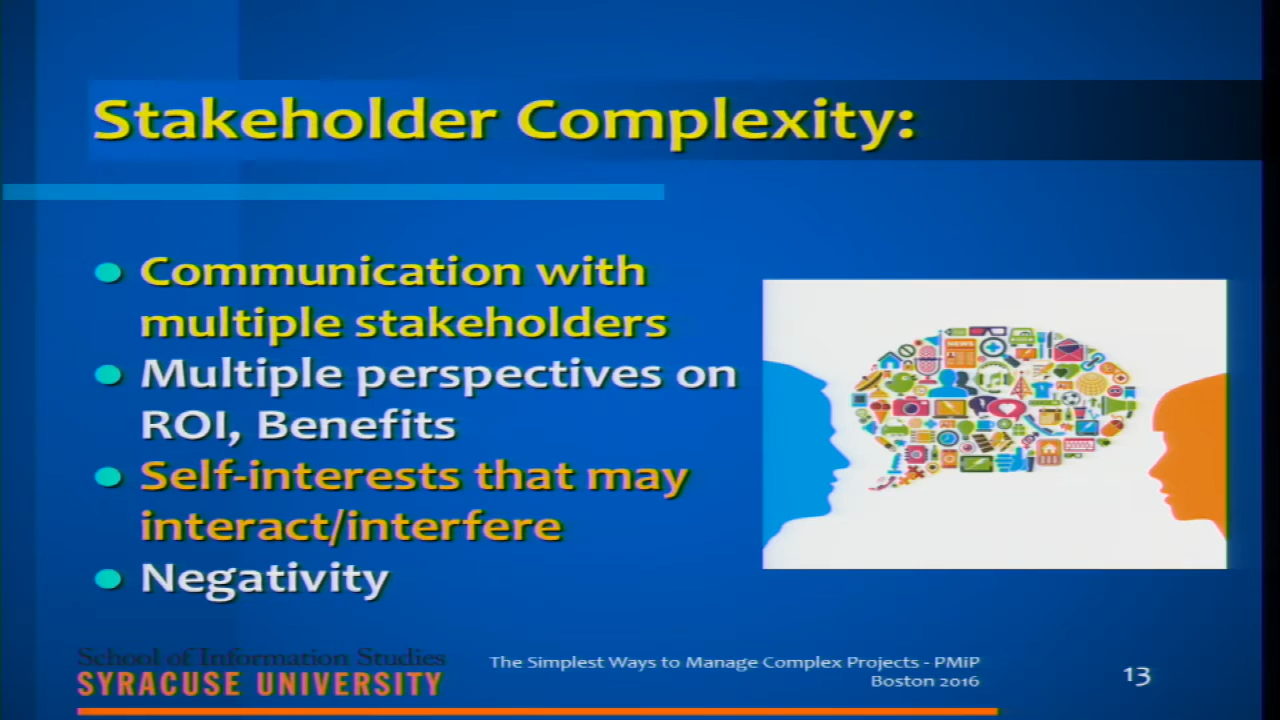 Stakeholder Complexity:
Communication with
multiple stakeholders
Multiple perspectives on
ROI, Benefits
Self-interests that may
interact/interfere
Negativity
NEWS
School of Information Studies
SYRACUSE UNIVERSITY
The Simplest Ways to Manage Complex Projects - PMiP
Boston 2016
13